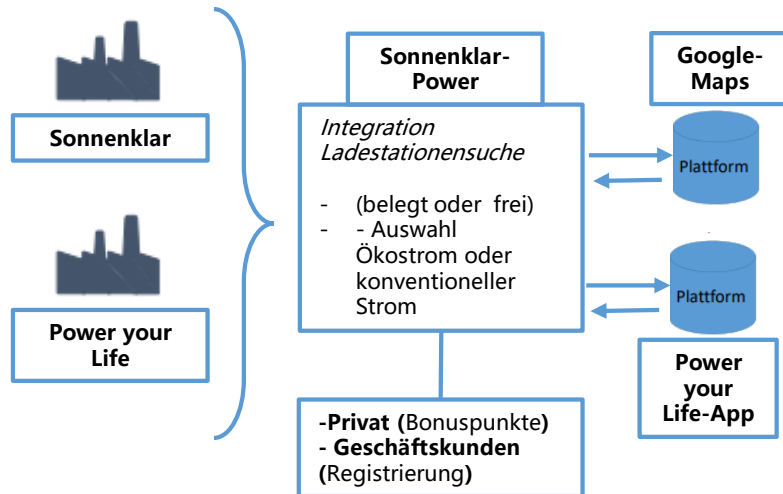 Sonnenklar
Power your
Life
Sonnenklar-
Power
Integration
Ladestationensuche
- (belegt oder frei)
- - Auswahl
Ökostrom oder
konventioneller
Strom
-Privat (Bonuspunkte)
- Geschäftskunden
(Registrierung)
Google-
Maps
Plattform
Plattform
Power
your
Life-App